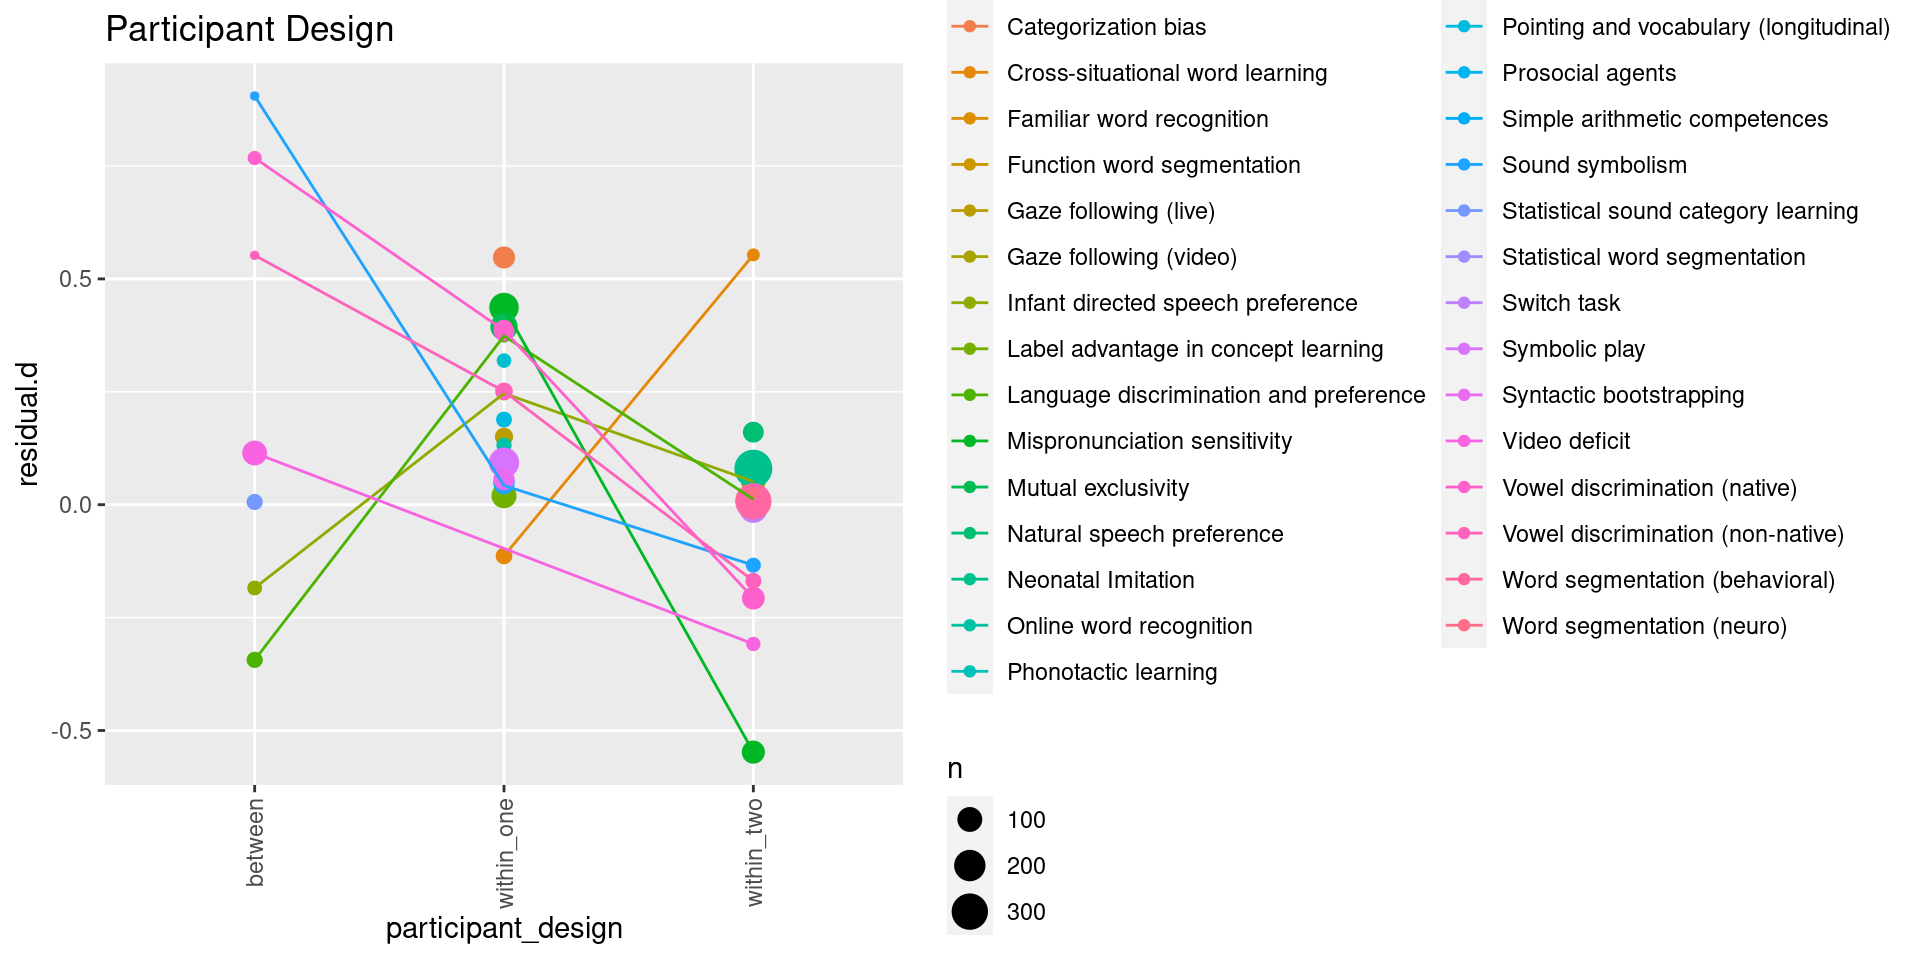 Participant Design
residual.d
0.5
0.0
-0.5
between
within_one
within_two
participant_design
Categorization bias
Cross-situational word learning
Familiar word recognition
Function word segmentation
Gaze following (live)
Gaze following (video)
Infant directed speech preference
Label advantage in concept learning
Language discrimination and preference
Mispronunciation sensitivity
Mutual exclusivity
Natural speech preference
Neonatal Imitation
Online word recognition
Phonotactic learning
Pointing and vocabulary (longitudinal)
Prosocial agents
Simple arithmetic competences
Sound symbolism
Statistical sound category learning
Statistical word segmentation
Switch task
Symbolic play
Syntactic bootstrapping
Video deficit
Vowel discrimination (native)
Vowel discrimination (non-native)
Word segmentation (behavioral)
Word segmentation (neuro)
n
100
200
300